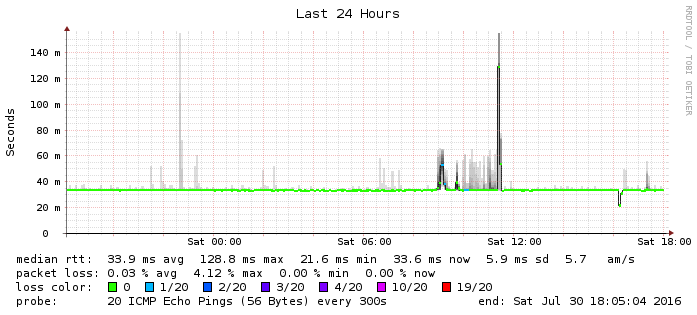 Last 24 Hours
RRDTOOL / TOBI OETIKER
Seconds
140 m
120 m
100 m
80 m
60 m
40 m
20 m
0
Sat 00:00 Sat 06:00 Sat 12:00 Sat 18:00
median rtt: 33.9 ms avg 128.8 ms max 21.6 ms min 33.6 ms now 5.9 ms sd 5.7 am/s
packet loss: 0.03 % avg 4.12 % max 0.00 % min 0.00 % now
loss color: 0 1/20 2/20 3/20 4/20 10/20 19/20
probe: 20 ICMP Echo Pings (56 Bytes) every 300s end: Sat Jul 30 18:05:04 2016